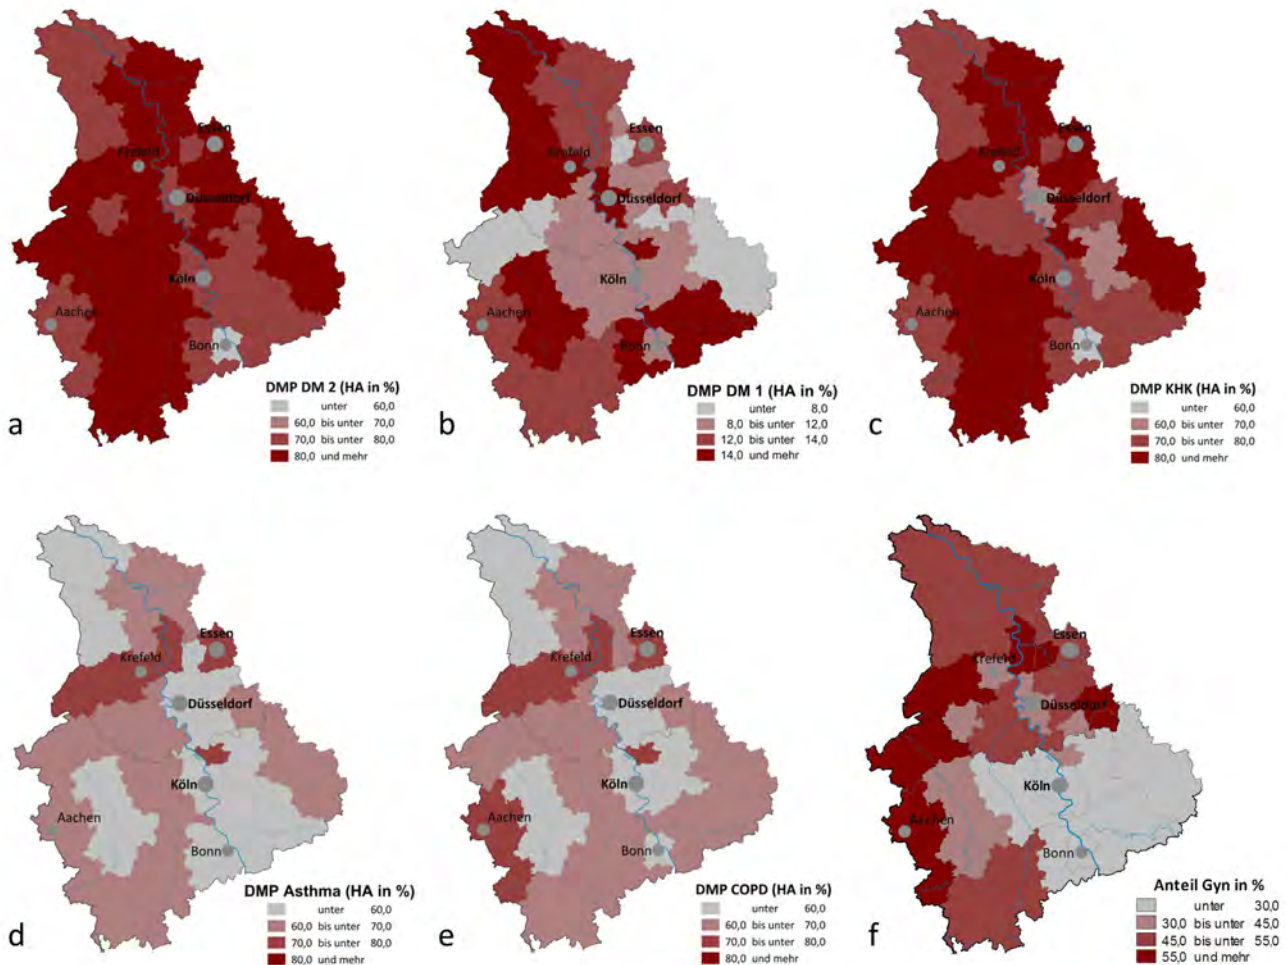 Essen
Krefeld
Düsseldorf
Köln
Aachen
Bonn
DMP DM 2 (HA in %)
unter 60,0
60,0 bis unter 70,0
70,0 bis unter 80,0
80,0 und mehr
a
Essen
Krefeld
Düsseldorf
Köln
Aachen
Bonn
DMP DM 1 (HA in %)
unter 8,0
8,0 bis unter 12,0
12,0 bis unter 14,0
14,0 und mehr
b
Essen
Krefeld
Düsseldorf
Köln
Aachen
Bonn
DMP KHK (HA in %)
unter 60,0
60,0 bis unter 70,0
70,0 bis unter 80,0
80,0 und mehr
c
Essen
Krefeld
Düsseldorf
Köln
Aachen
Bonn
DMP Asthma (HA in %)
unter 60,0
60,0 bis unter 70,0
70,0 bis unter 80,0
80,0 und mehr
d
Essen
Krefeld
Düsseldorf
Köln
Aachen
Bonn
DMP COPD (HA in %)
unter 60,0
60,0 bis unter 70,0
70,0 bis unter 80,0
80,0 und mehr
e
Essen
Krefeld
Düsseldorf
Köln
Aachen
Bonn
Anteil Gyn in %
unter 30,0
30,0 bis unter 45,0
45,0 bis unter 55,0
55,0 und mehr
f